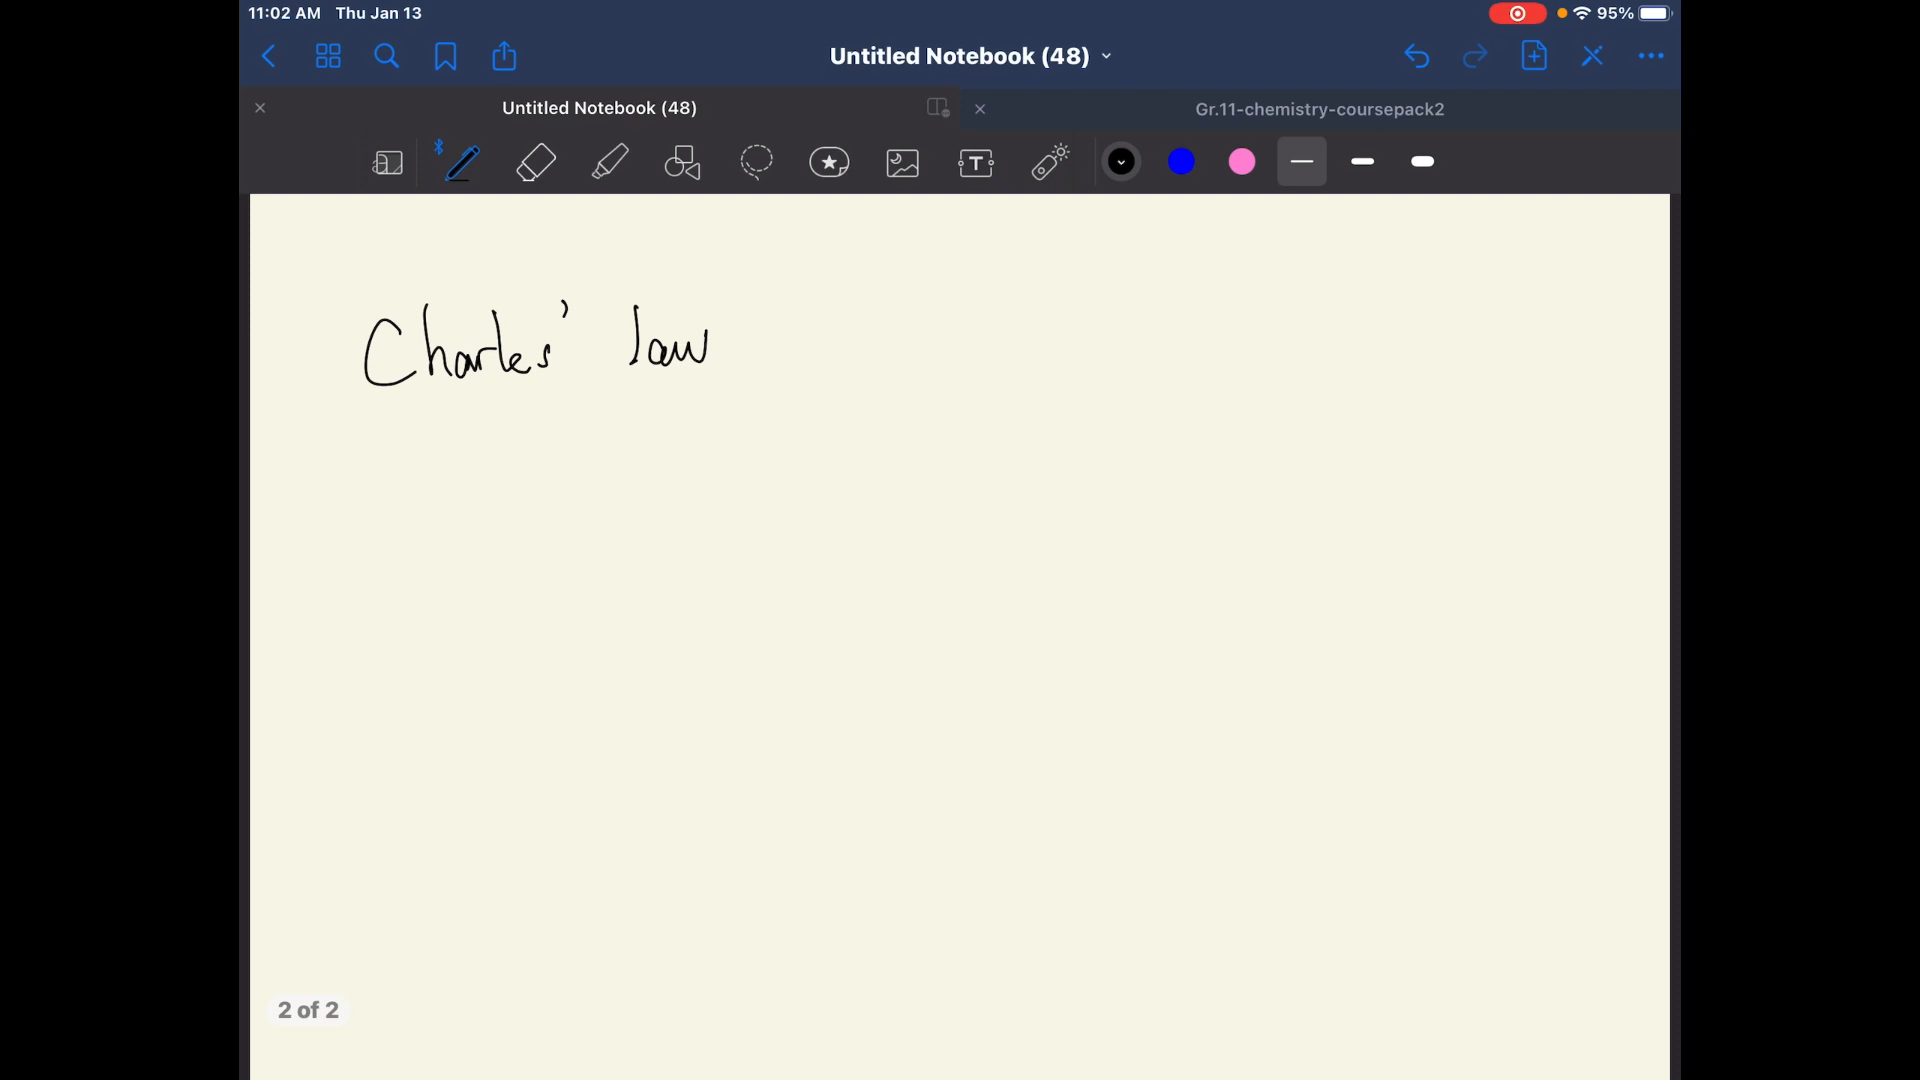 11:02 AM Thu Jan 13
95%
Untitled Notebook (48)
Untitled Notebook (48)
Gr.11-chemistry-coursepack2
T
Charles' law
2 of 2